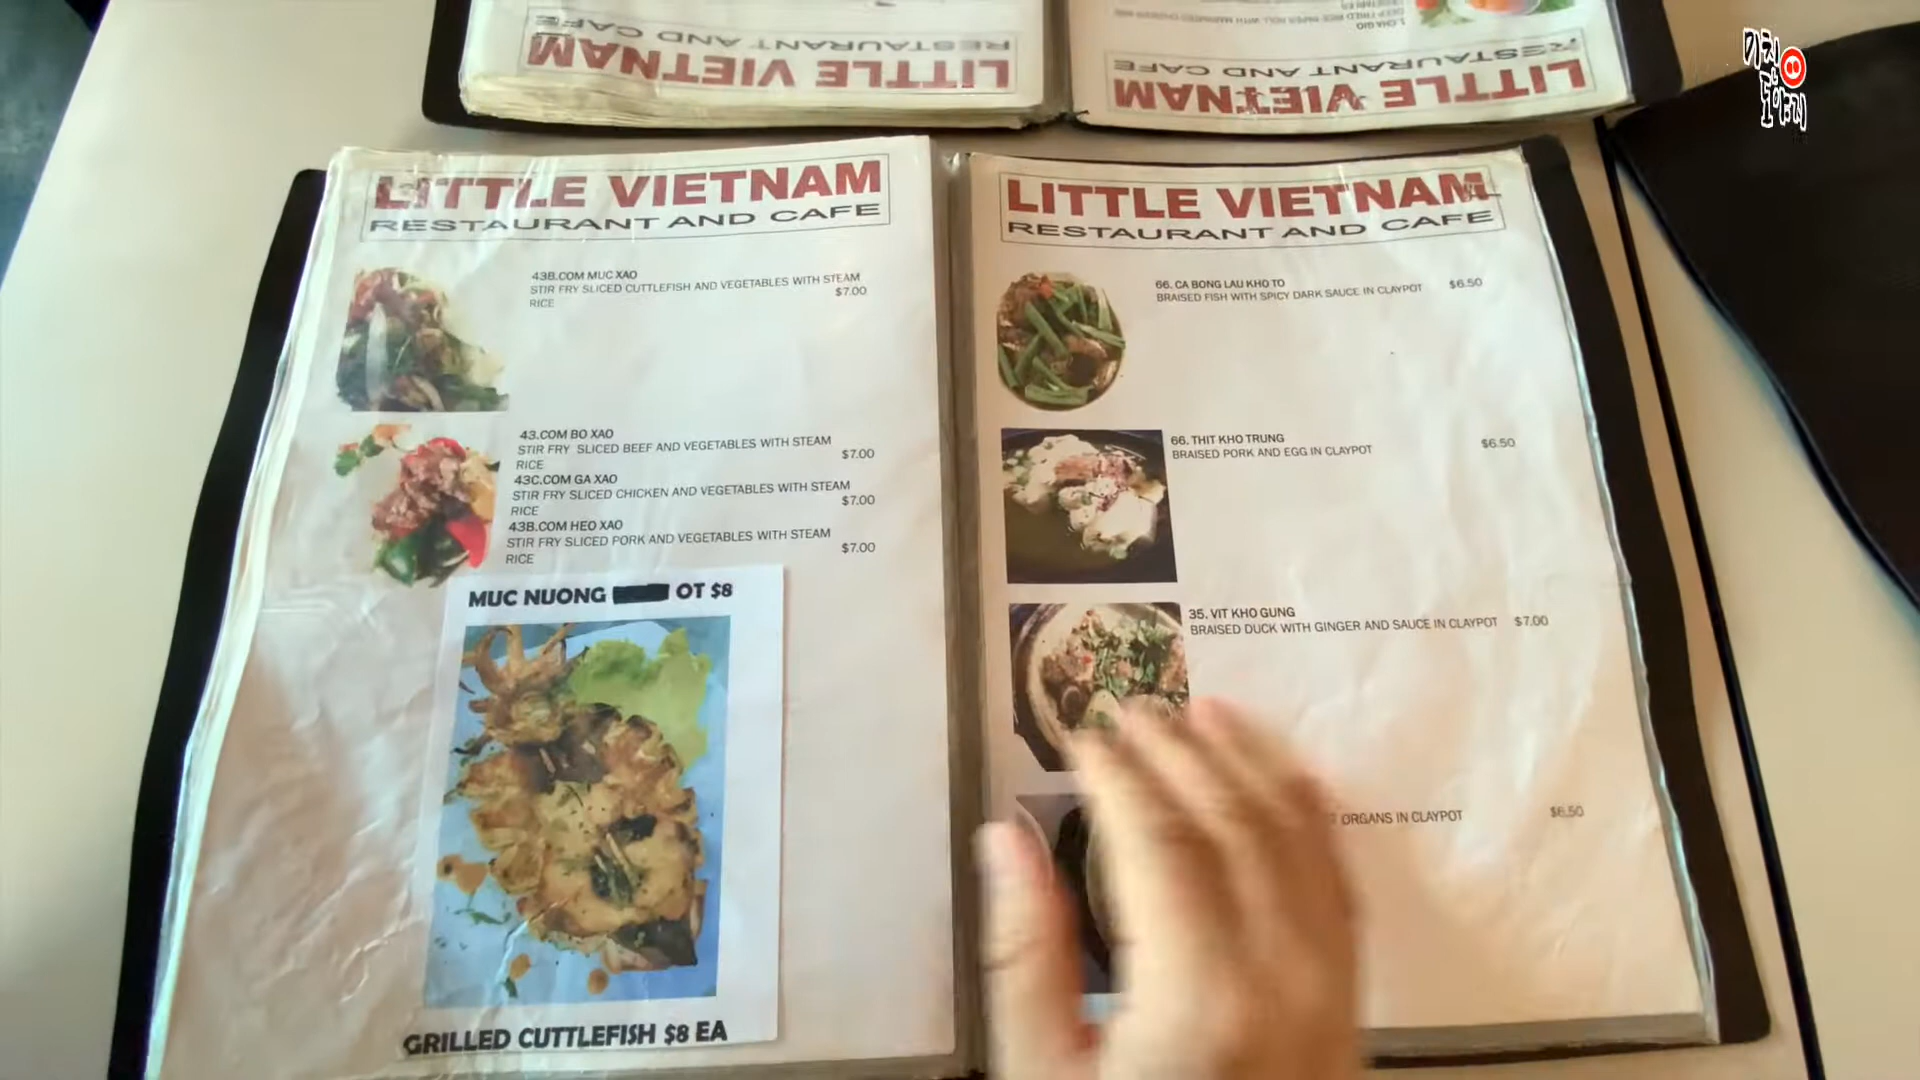 RESTAURANT AND CAFE
LITTLE VIETNAM
1.CHA GIO
RESTAURANT AND CAFE
LITTLE VIETNAM
LITTLE VIETNAM
RESTAURANT AND CAFE
43B.COM MUC XAO
STIR FRY SLICED CUTTLEFISH AND VEGETABLES WITH STEAM
RICE
$7.00
43.COM BO XAO
STIR FRY SLICED BEEF AND VEGETABLES WITH STEAM
RICE
$7.00
43C.COM GA XAO
STIR FRY SLICED CHICKEN AND VEGETABLES WITH STEAM
RICE
$7.00
43B.COM HEO XAO
STIR FRY SLICED PORK AND VEGETABLES WITH STEAM
RICE
$7.00
MUC NUONG OT $8
GRILLED CUTTLEFISH $8 EA
LITTLE VIETNAM
RESTAURANT AND CAFE
66. CA BONG LAU KHO TO
BRAISED FISH WITH SPICY DARK SAUCE IN CLAYPOT $6.50
66. THIT KHO TRUNG
BRAISED PORK AND EGG IN CLAYPOT $6.50
35. VIT KHO GUNG
BRAISED DUCK WITH GINGER AND SAUCE IN CLAYPOT $7.00
ORGANS IN CLAYPOT $6.50